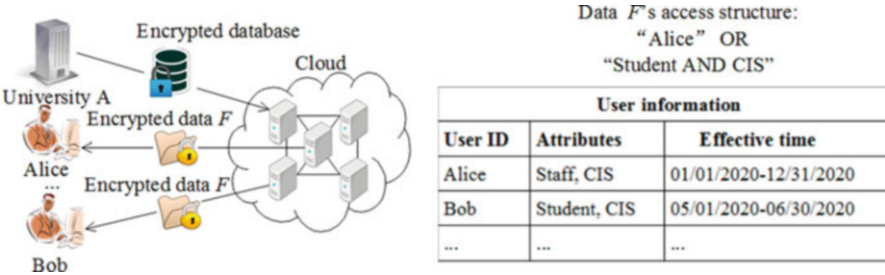 Encrypted database
Cloud
University A
Encrypted data F
Alice
...
Encrypted data F
Bob
Data F's access structure:
“Alice” OR
“Student AND CIS”
User information
User ID Attributes Effective time
Alice Staff, CIS 01/01/2020-12/31/2020
Bob Student, CIS 05/01/2020-06/30/2020
... ... ...